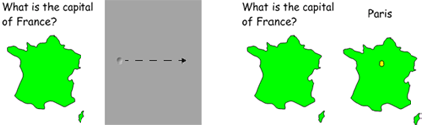 What is the capital
of France?
What is the capital
of France?
Paris